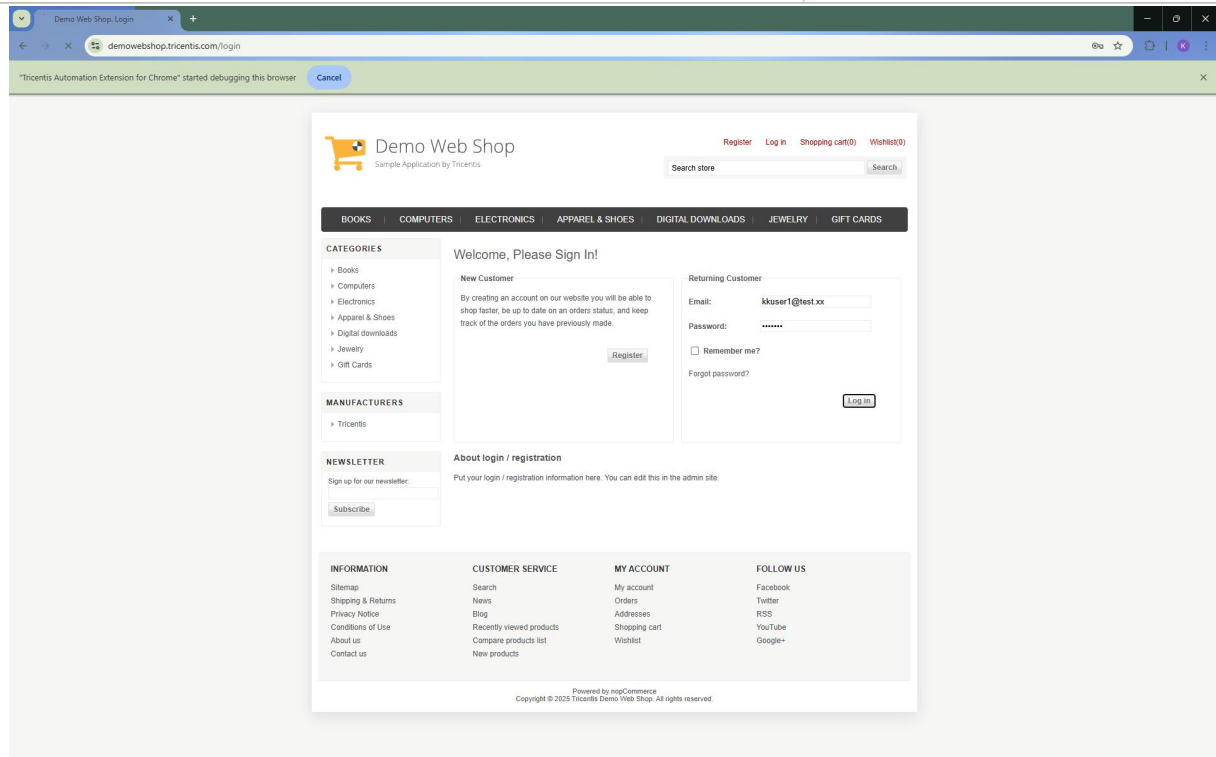 Demo Web Shop. Login
demowebshop.tricentis.com/login
K
"Tricentis Automation Extension for Chrome" started debugging this browser Cancel
Demo Web Shop
Sample Application by Tricentis
Register Log in Shopping cart(0) Wishlist(0)
Search store Search
BOOKS COMPUTERS ELECTRONICS APPAREL & SHOES DIGITAL DOWNLOADS JEWELRY GIFT CARDS
CATEGORIES
Books
Computers
Electronics
Apparel & Shoes
Digital downloads
Jewelry
Gift Cards
MANUFACTURERS
Tricentis
NEWSLETTER
Sign up for our newsletter:
Subscribe
Welcome, Please Sign In!
New Customer
By creating an account on our website you will be able to
shop faster, be up to date on an orders status, and keep
track of the orders you have previously made.
Register
Returning Customer
Email: kkuser1@test.xx
Password: •••••••
Remember me?
Forgot password?
Log in
About login / registration
Put your login / registration information here. You can edit this in the admin site.
INFORMATION
Sitemap
Shipping & Returns
Privacy Notice
Conditions of Use
About us
Contact us
CUSTOMER SERVICE
Search
News
Blog
Recently viewed products
Compare products list
New products
MY ACCOUNT
My account
Orders
Addresses
Shopping cart
Wishlist
FOLLOW US
Facebook
Twitter
RSS
YouTube
Google+
Powered by nopCommerce
Copyright © 2025 Tricentis Demo Web Shop. All rights reserved.